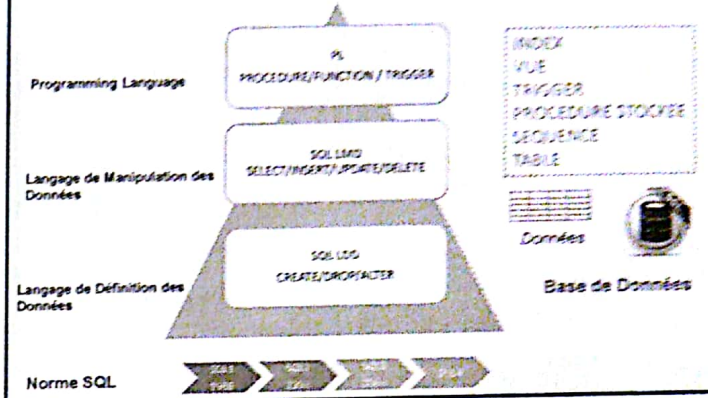 Programming Language
PL
PROCEDURE/FUNCTION / TRIGGER
Langage de Manipulation des
Données
SQL LMD
SELECT/INSERT/UPDATE/DELETE
Langage de Définition des
Données
SQL LDD
CREATE/DROP/ALTER
INDEX
VUE
TRIGGER
PROCEDURE STOCKEE
SEQUENCE
TABLE
Données
Base de Données
Norme SQL